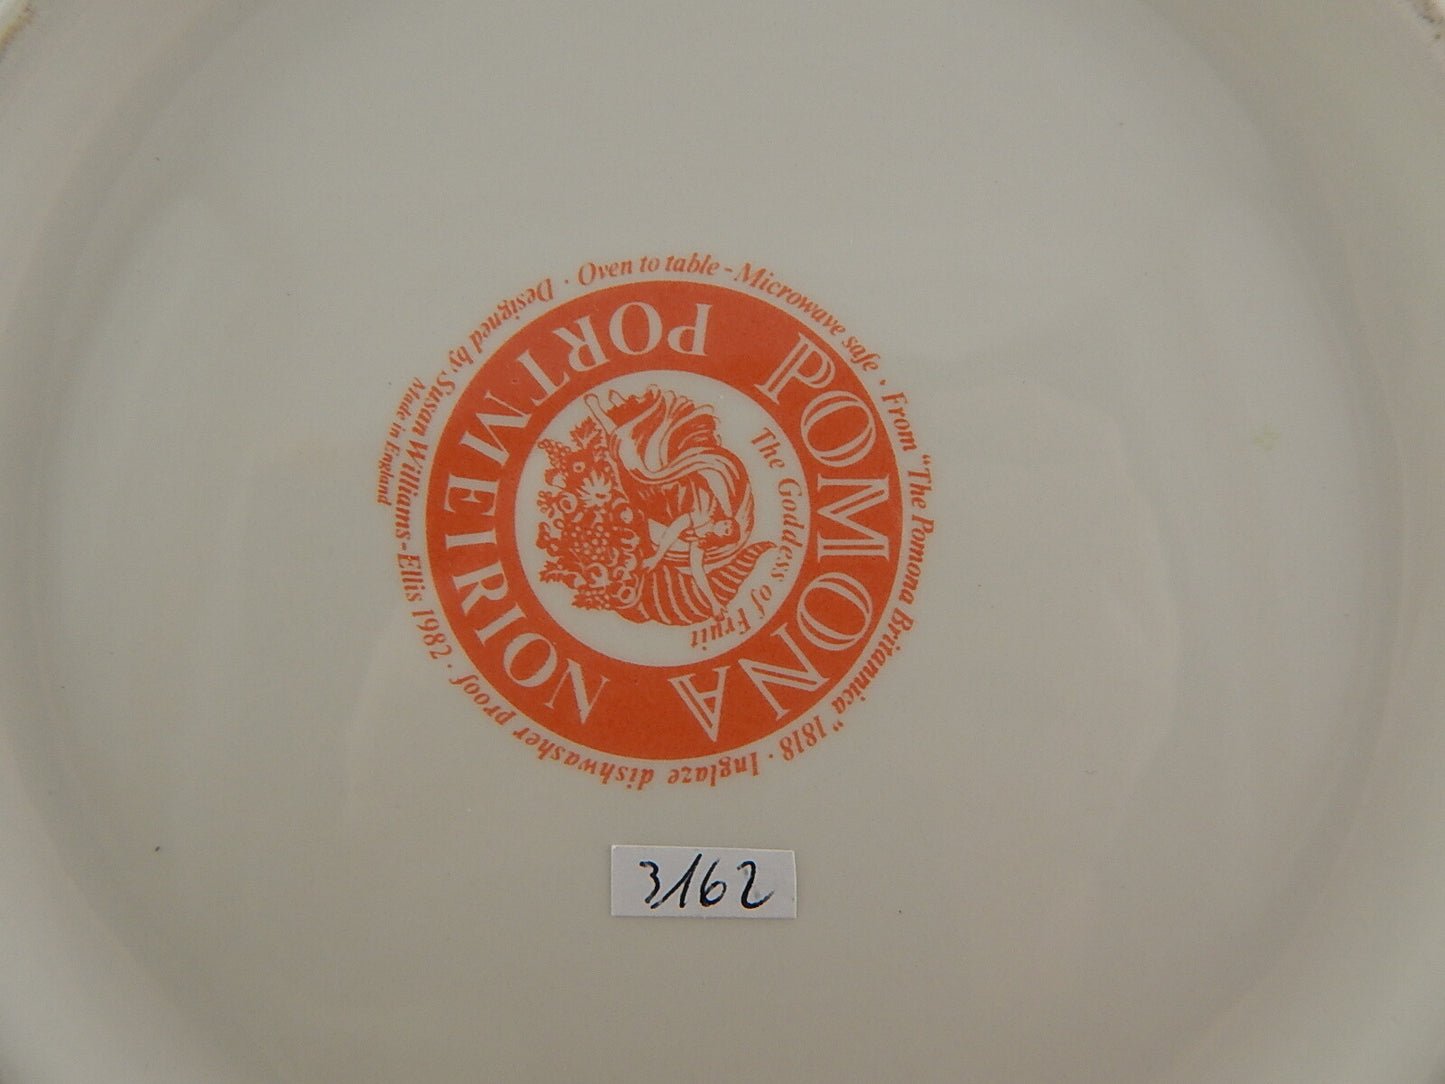 Oven to table - Microwave safe · From "The Pomona Britannica" 1818 · Inglaze dishwasher proof · Designed by Susan Williams-Ellis 1982 ·
Made in England
POMONA
PORTMEIRION
The Goddess of Fruit
3162